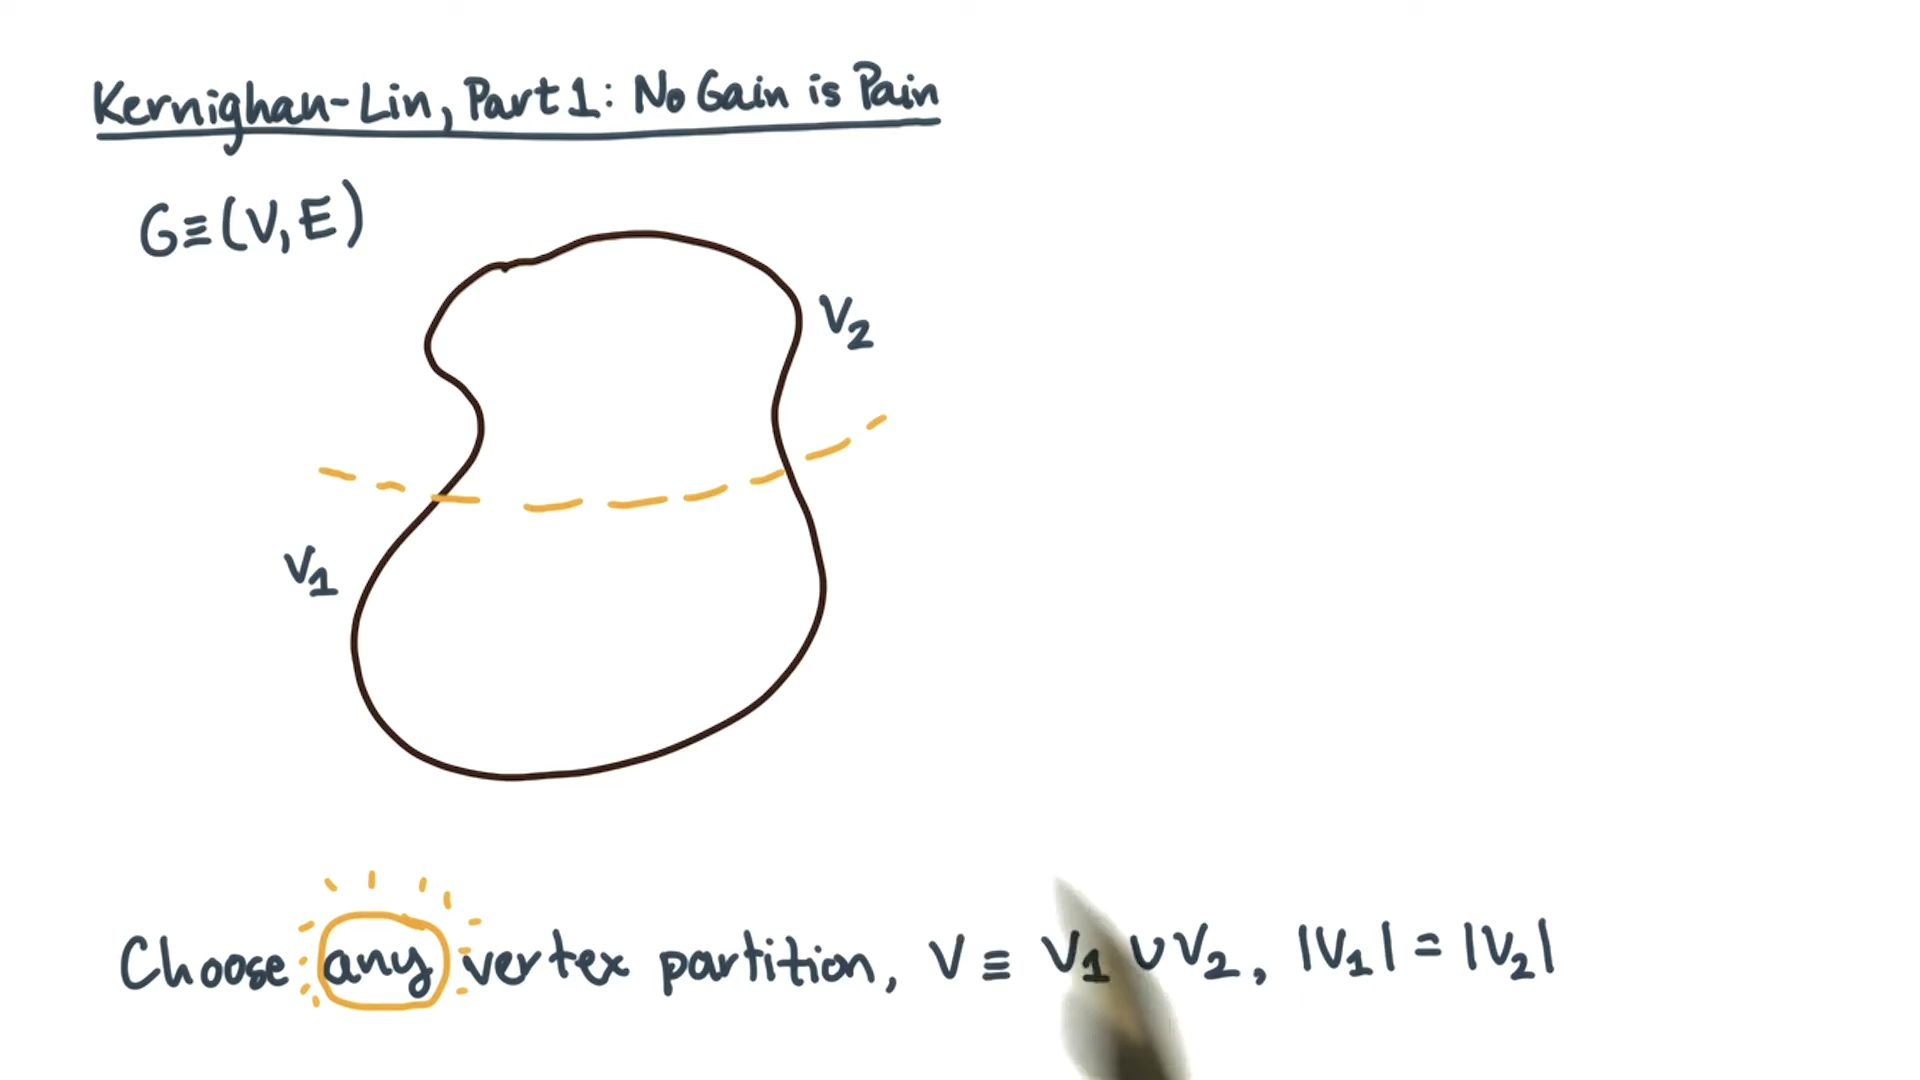 Kernighan-Lin, Part 1: No Gain is Pain
G≡(V,E)
V₂
V₁
Choose any vertex partition, V ≡ V₁ ∪ V₂, |V₁| = |V₂|